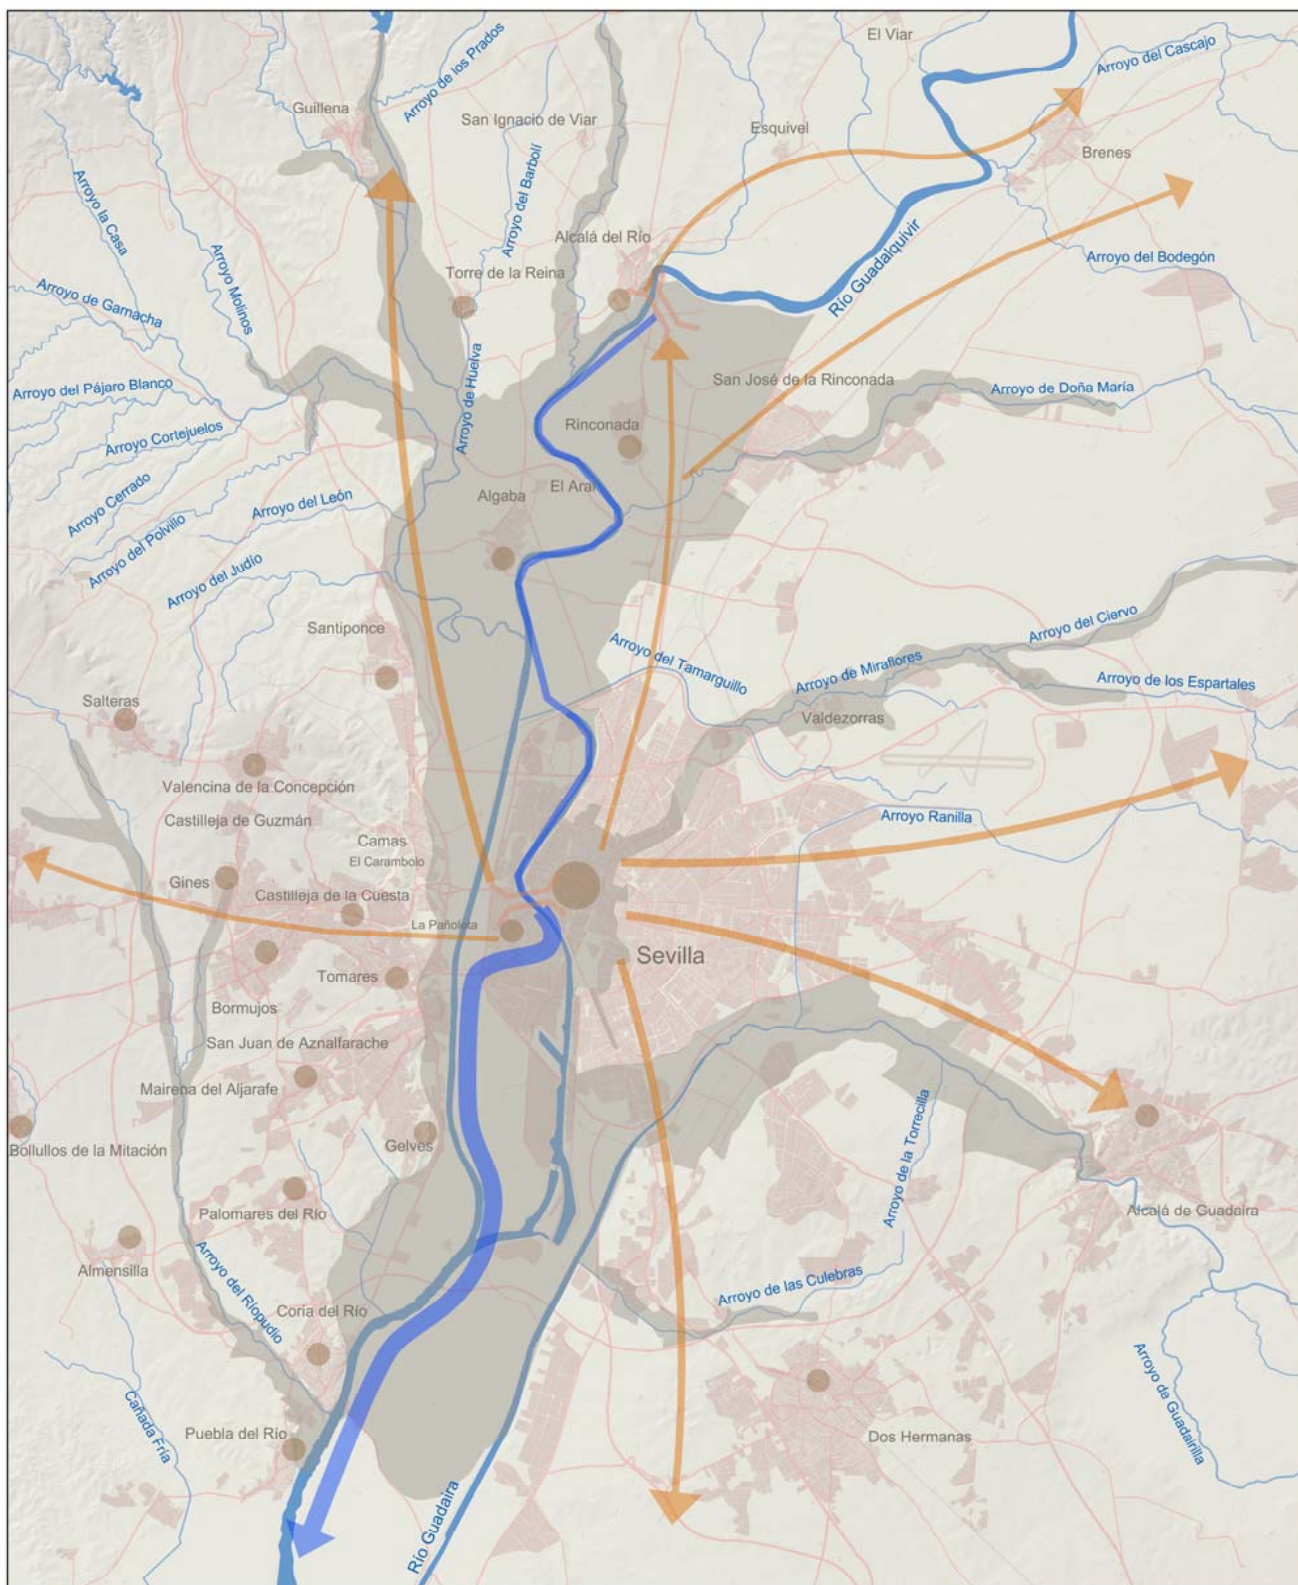 El Viar
Arroyo de los Prados
Arroyo del Cascajo
Guillena
San Ignacio de Viar
Esquivel
Brenes
Arroyo la Casa
Arroyo del Barbolí
Arroyo Molinos
Alcalá del Río
Río Guadalquivir
Arroyo del Bodegón
Torre de la Reina
Arroyo de Garnacha
Arroyo de Huelva
San José de la Rinconada
Arroyo del Pájaro Blanco
Arroyo de Doña María
Rinconada
Arroyo Cortejuelos
El Aral
Algaba
Arroyo Cerrado
Arroyo del León
Arroyo del Polvillo
Arroyo del Judío
Santiponce
Arroyo del Ciervo
Arroyo del Tamarguillo
Arroyo de Miraflores
Arroyo de los Espartales
Salteras
Valdezorras
Valencina de la Concepción
Castilleja de Guzmán
Arroyo Ranilla
Camas
El Carambolo
Gines
Castilleja de la Cuesta
La Pañoleta
Sevilla
Tomares
Bormujos
San Juan de Aznalfarache
Mairena del Aljarafe
Gelves
Bollullos de la Mitación
Arroyo de la Torrecilla
Palomares del Río
Alcalá de Guadaira
Almensilla
Arroyo del Ríopudio
Arroyo de las Culebras
Coria del Río
Arroyo de Guadairilla
Cañada Fría
Puebla del Río
Dos Hermanas
Río Guadaira